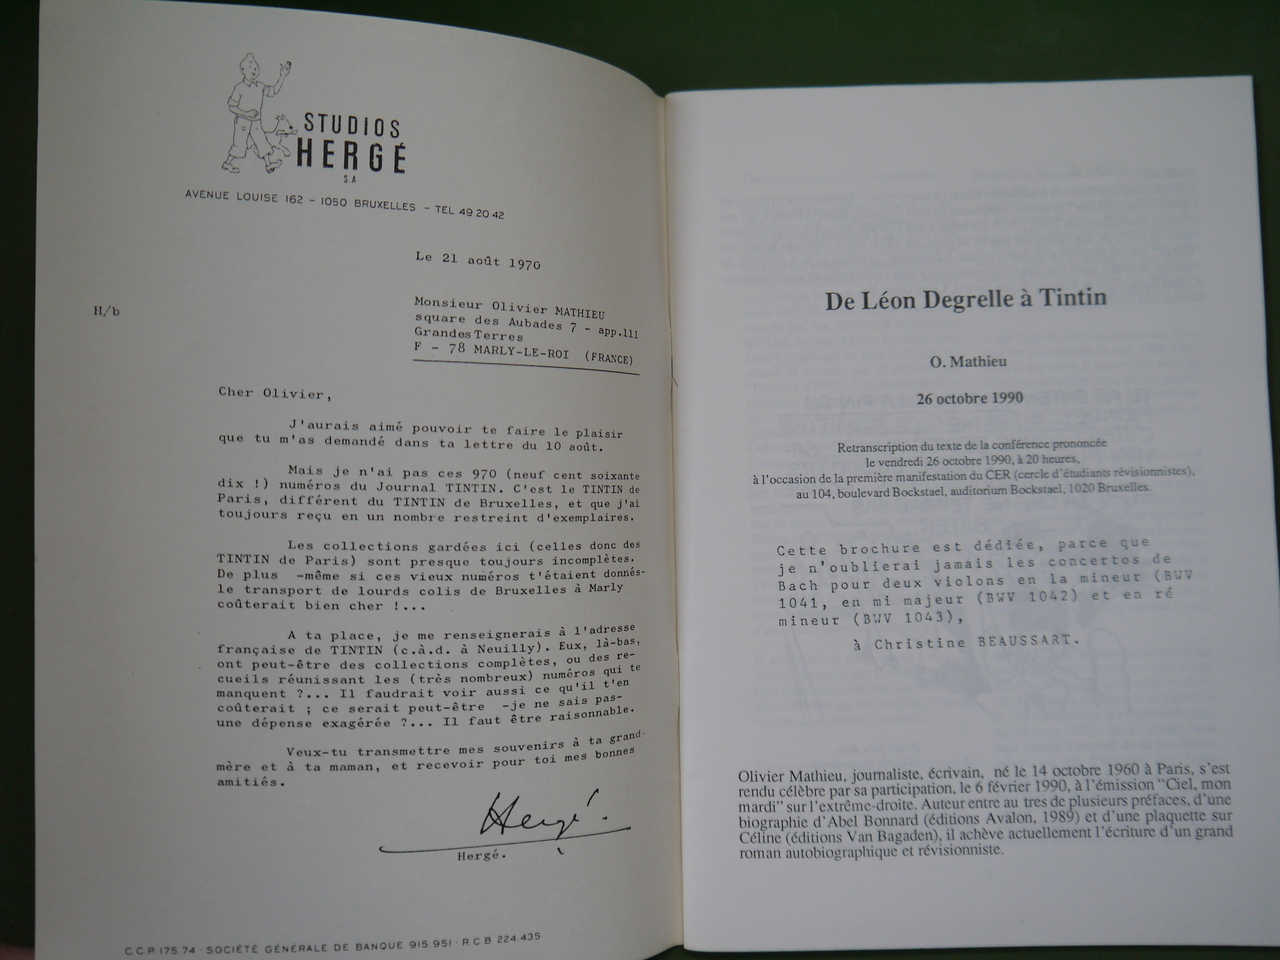 STUDIOS
HERGÉ
S.A
AVENUE LOUISE 162 - 1050 BRUXELLES - TEL 49 20 42
Le 21 août 1970
H/b
Monsieur Olivier MATHIEU
square des Aubades 7 - app.111
Grandes Terres
F - 78 MARLY-LE-ROI (FRANCE)
Cher Olivier,
J'aurais aimé pouvoir te faire le plaisir
que tu m'as demandé dans ta lettre du 10 août.
Mais je n'ai pas ces 970 (neuf cent soixante
dix !) numéros du Journal TINTIN. C'est le TINTIN de
Paris, différent du TINTIN de Bruxelles, et que j'ai
toujours reçu en un nombre restreint d'exemplaires.
Les collections gardées ici (celles donc des
TINTIN de Paris) sont presque toujours incomplètes.
De plus -même si ces vieux numéros t'étaient donnés-
le transport de lourds colis de Bruxelles à Marly
coûterait bien cher !...
A ta place, je me renseignerais à l'adresse
française de TINTIN (c.à.d. à Neuilly). Eux, là-bas,
ont peut-être des collections complètes, ou des re-
cueils réunissant les (très nombreux) numéros qui te
manquent ?... Il faudrait voir aussi ce qu'il t'en
coûterait ; ce serait peut-être -je ne sais pas-
une dépense exagérée ?... Il faut être raisonnable.
Veux-tu transmettre mes souvenirs à ta grand-
mère et à ta maman, et recevoir pour toi mes bonnes
amitiés.
Hergé.
Hergé.
C C P 175 74 · SOCIÉTÉ GÉNÉRALE DE BANQUE 915 951 · R C B 224.435
De Léon Degrelle à Tintin
O. Mathieu
26 octobre 1990
Retranscription du texte de la conférence prononcée
le vendredi 26 octobre 1990, à 20 heures,
à l'occasion de la première manifestation du CER (cercle d'étudiants révisionnistes),
au 104, boulevard Bockstael, auditorium Bockstael, 1020 Bruxelles.
Cette brochure est dédiée, parce que
je n'oublierai jamais les concertos de
Bach pour deux violons en la mineur (BWV
1041, en mi majeur (BWV 1042) et en ré
mineur (BWV 1043),
à Christine BEAUSSART.
Olivier Mathieu, journaliste, écrivain, né le 14 octobre 1960 à Paris, s'est
rendu célèbre par sa participation, le 6 février 1990, à l'émission "Ciel, mon
mardi" sur l'extrême-droite. Auteur entre au tres de plusieurs préfaces, d'une
biographie d'Abel Bonnard (éditions Avalon, 1989) et d'une plaquette sur
Céline (éditions Van Bagaden), il achève actuellement l'écriture d'un grand
roman autobiographique et révisionniste.